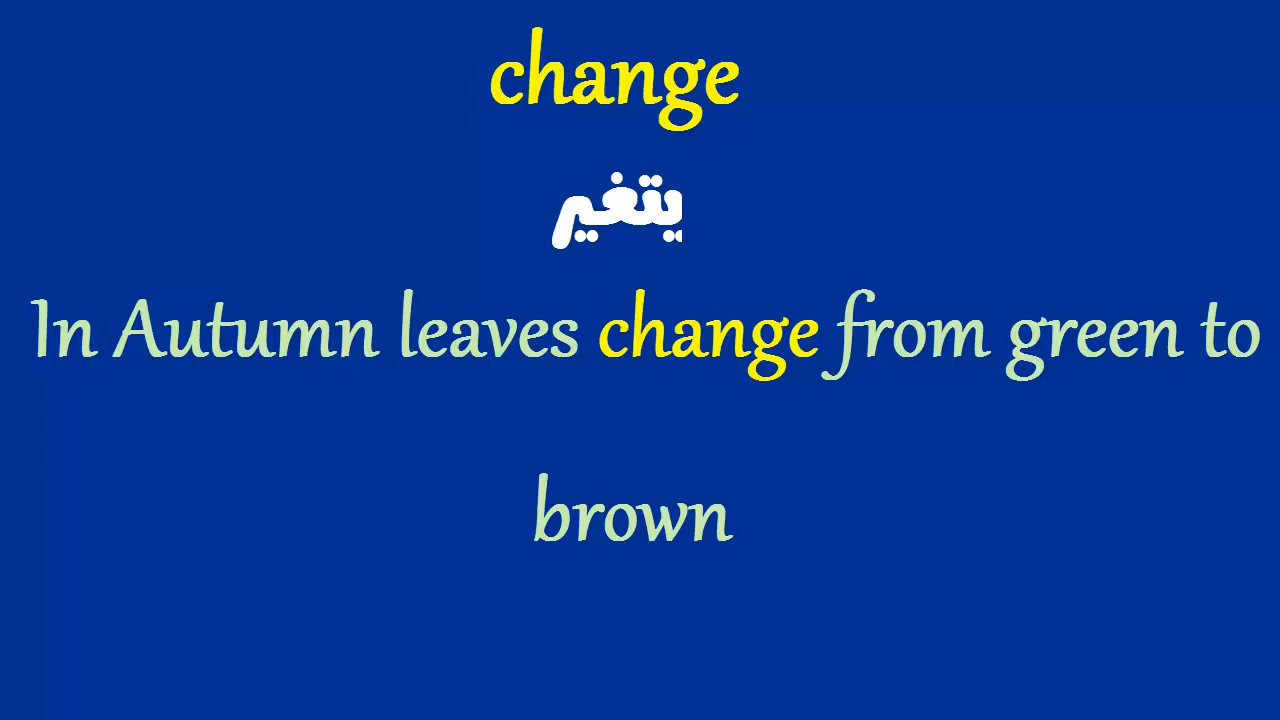 change
يتغير
In Autumn leaves change from green to
brown